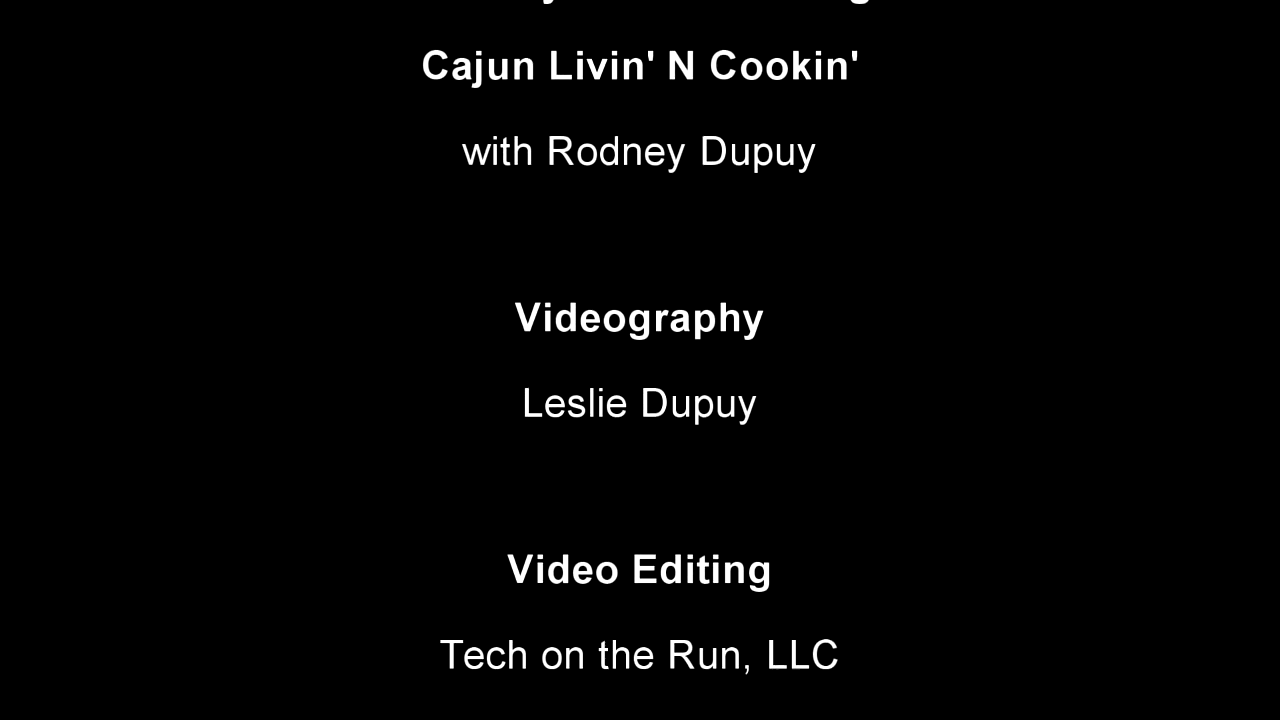 Cajun Livin' N Cookin'
with Rodney Dupuy
Videography
Leslie Dupuy
Video Editing
Tech on the Run, LLC